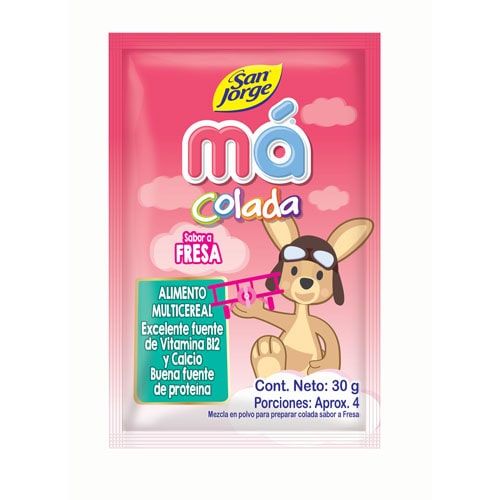 San
Jorge
má
colada
Sabor a
FRESA
ALIMENTO
MULTICEREAL
Excelente fuente
de Vitamina B12
y Calcio
Buena fuente
de proteína
Cont. Neto: 30 g
Porciones: Aprox. 4
Mezcla en polvo para preparar colada sabor a Fresa